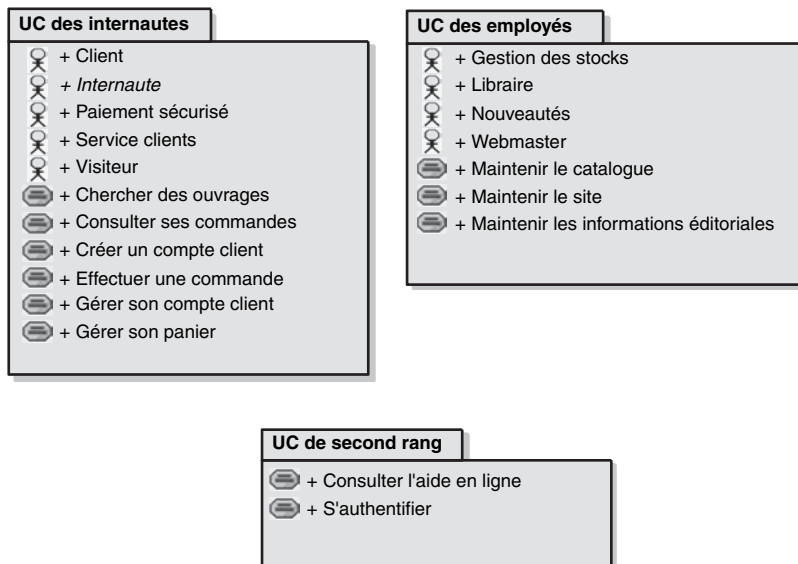 UC des internautes
+ Client
+ Internaute
+ Paiement sécurisé
+ Service clients
+ Visiteur
+ Chercher des ouvrages
+ Consulter ses commandes
+ Créer un compte client
+ Effectuer une commande
+ Gérer son compte client
+ Gérer son panier
UC des employés
+ Gestion des stocks
+ Libraire
+ Nouveautés
+ Webmaster
+ Maintenir le catalogue
+ Maintenir le site
+ Maintenir les informations éditoriales
UC de second rang
+ Consulter l'aide en ligne
+ S'authentifier